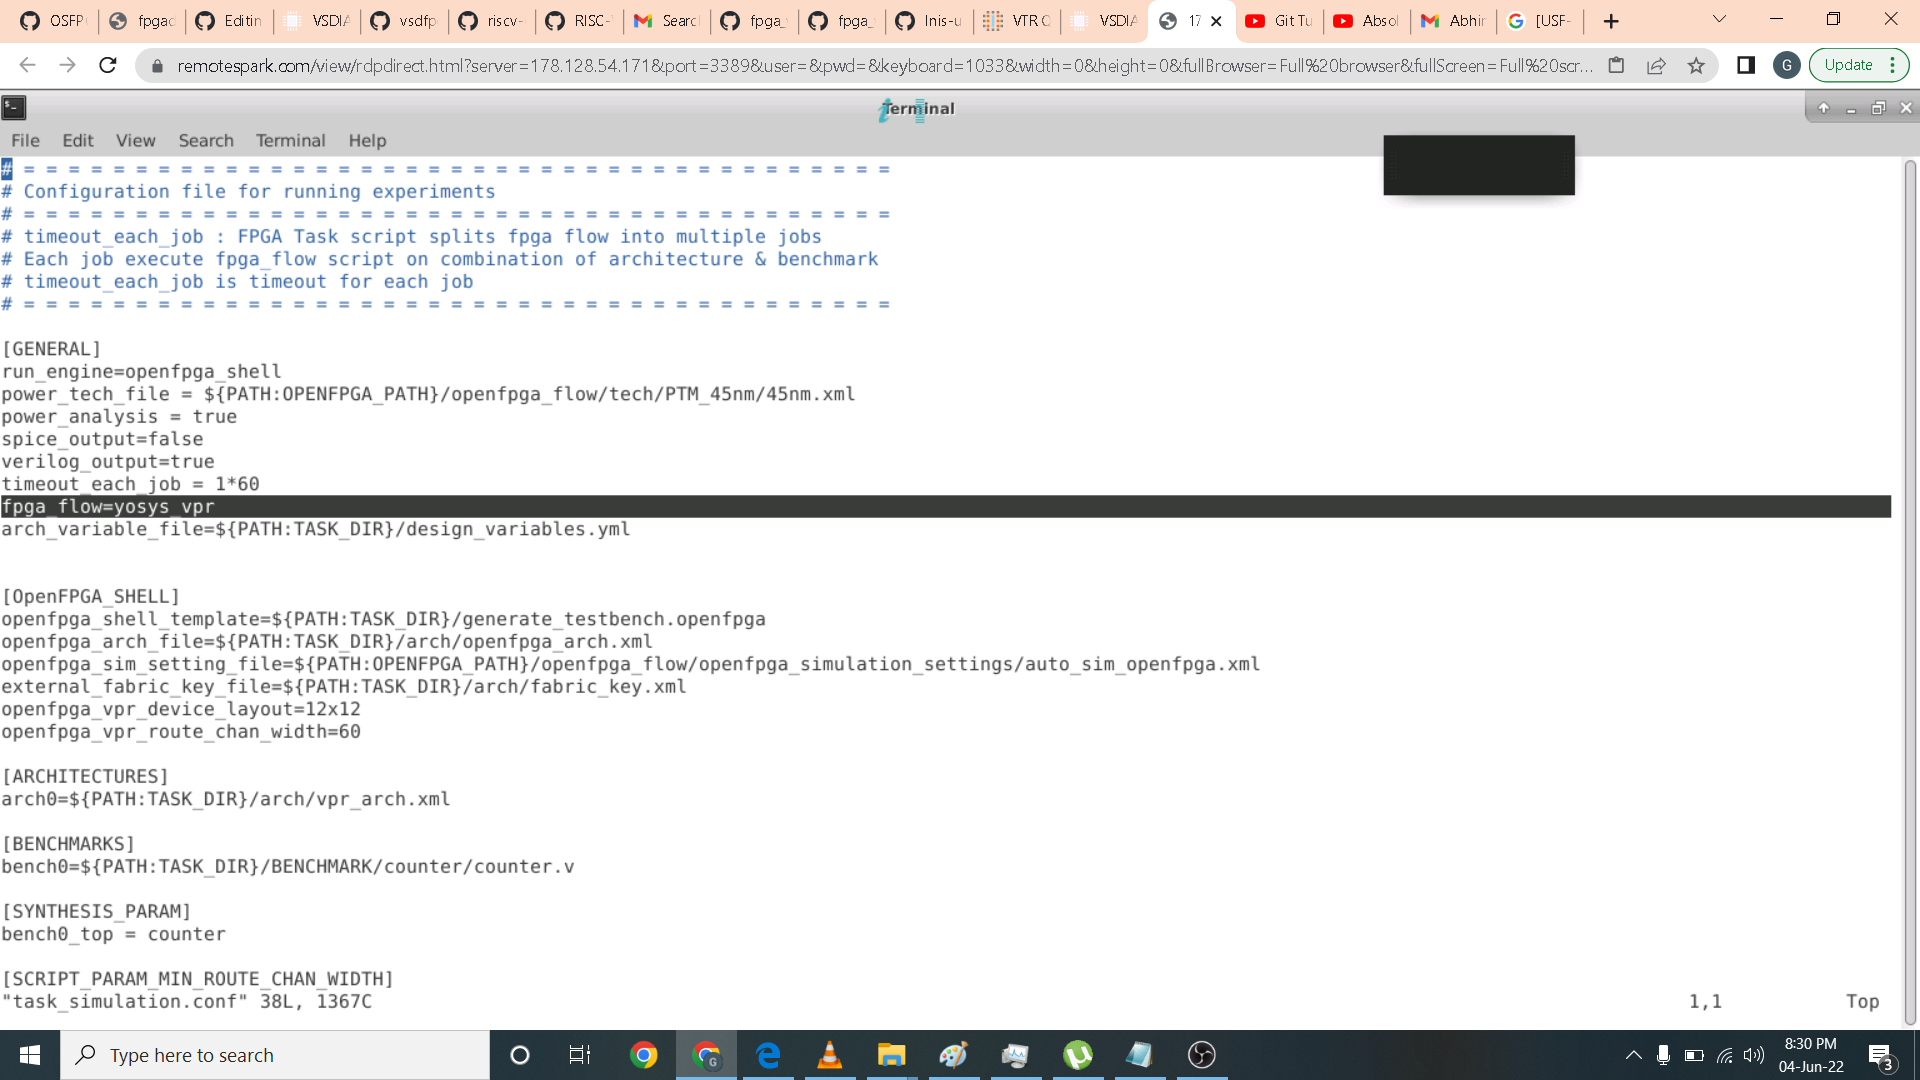 OSFP
fpgac
Editin
VSDIA
vsdfp
riscv-
RISC-
Searc
fpga_
fpga_
Inis-u
VTR C
VSDIA
17
Git Tu
Abso
Abhir
[USF-
remotespark.com/view/rdpdirect.html?server=178.128.54.171&port=3389&user=&pwd=&keyboard=1033&width=0&height=0&fullBrowser=Full%20browser&fullScreen=Full%20scr...
G
Update
Terminal
File Edit View Search Terminal Help
# = = = = = = = = = = = = = = = = = = = = = = = = = = = = = = = = = = = = = = =
# Configuration file for running experiments
# = = = = = = = = = = = = = = = = = = = = = = = = = = = = = = = = = = = = = = =
# timeout_each_job : FPGA Task script splits fpga flow into multiple jobs
# Each job execute fpga_flow script on combination of architecture & benchmark
# timeout_each_job is timeout for each job
# = = = = = = = = = = = = = = = = = = = = = = = = = = = = = = = = = = = = = = =
[GENERAL]
run_engine=openfpga_shell
power_tech_file = ${PATH:OPENFPGA_PATH}/openfpga_flow/tech/PTM_45nm/45nm.xml
power_analysis = true
spice_output=false
verilog_output=true
timeout_each_job = 1*60
fpga_flow=yosys_vpr
arch_variable_file=${PATH:TASK_DIR}/design_variables.yml
[OpenFPGA_SHELL]
openfpga_shell_template=${PATH:TASK_DIR}/generate_testbench.openfpga
openfpga_arch_file=${PATH:TASK_DIR}/arch/openfpga_arch.xml
openfpga_sim_setting_file=${PATH:OPENFPGA_PATH}/openfpga_flow/openfpga_simulation_settings/auto_sim_openfpga.xml
external_fabric_key_file=${PATH:TASK_DIR}/arch/fabric_key.xml
openfpga_vpr_device_layout=12x12
openfpga_vpr_route_chan_width=60
[ARCHITECTURES]
arch0=${PATH:TASK_DIR}/arch/vpr_arch.xml
[BENCHMARKS]
bench0=${PATH:TASK_DIR}/BENCHMARK/counter/counter.v
[SYNTHESIS_PARAM]
bench0_top = counter
[SCRIPT_PARAM_MIN_ROUTE_CHAN_WIDTH]
"task_simulation.conf" 38L, 1367C 1,1 Top
Type here to search
8:30 PM
04-Jun-22
3